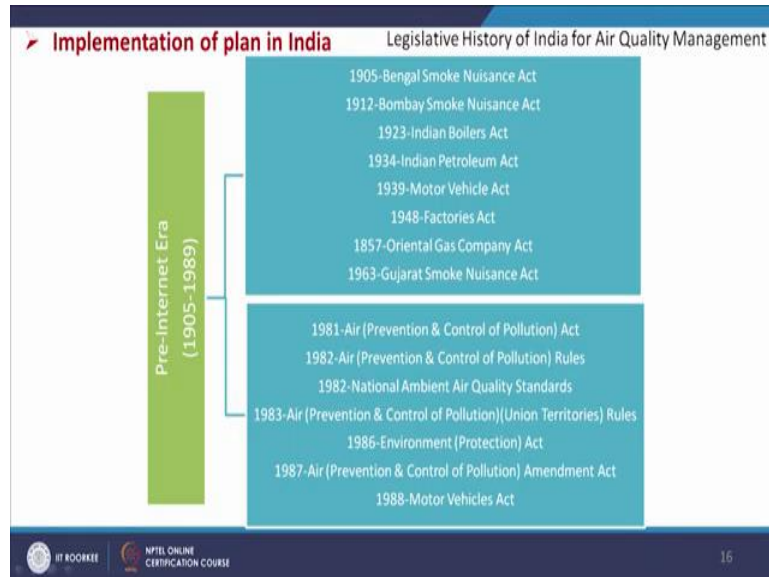 Implementation of plan in India
Legislative History of India for Air Quality Management
Pre-Internet Era
(1905-1989)
1905-Bengal Smoke Nuisance Act
1912-Bombay Smoke Nuisance Act
1923-Indian Boilers Act
1934-Indian Petroleum Act
1939-Motor Vehicle Act
1948-Factories Act
1857-Oriental Gas Company Act
1963-Gujarat Smoke Nuisance Act
1981-Air (Prevention & Control of Pollution) Act
1982-Air (Prevention & Control of Pollution) Rules
1982-National Ambient Air Quality Standards
1983-Air (Prevention & Control of Pollution)(Union Territories) Rules
1986-Environment (Protection) Act
1987-Air (Prevention & Control of Pollution) Amendment Act
1988-Motor Vehicles Act
IIT ROORKEE
NPTEL ONLINE
CERTIFICATION COURSE
16